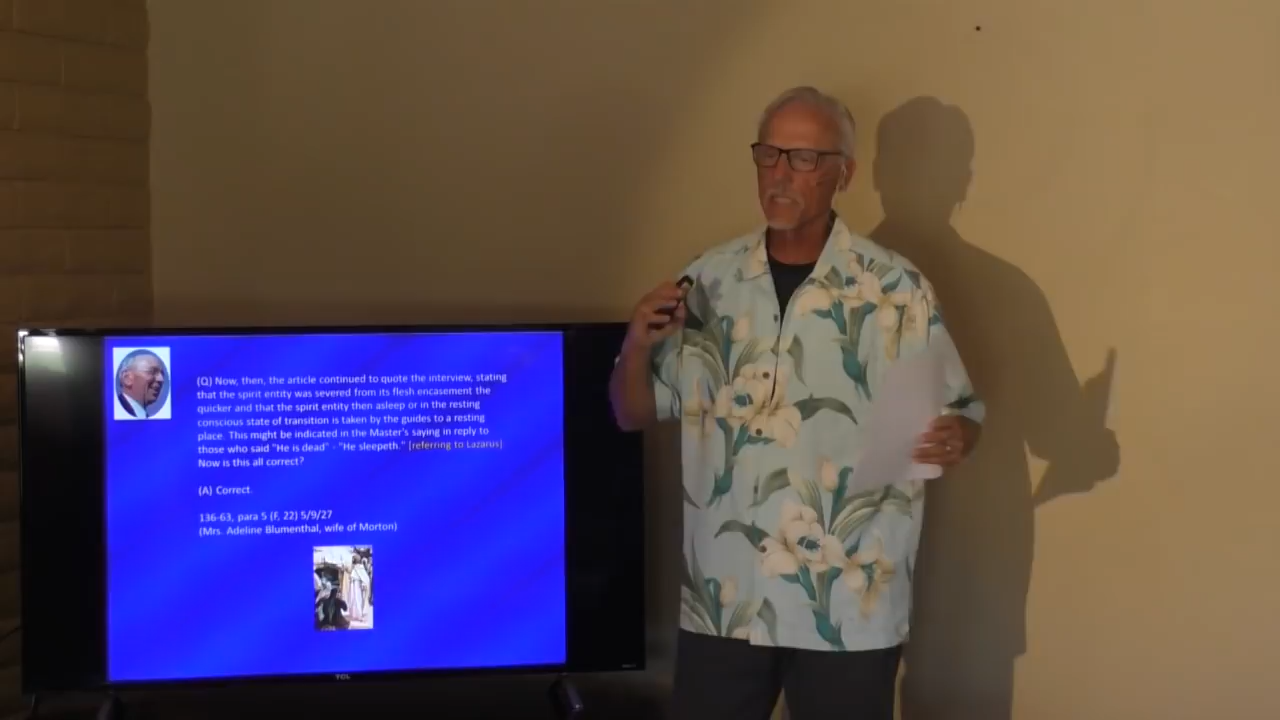 (Q) Now, then, the article continued to quote the interview, stating
that the spirit entity was severed from its flesh encasement the
quicker and that the spirit entity then asleep or in the resting
conscious state of transition is taken by the guides to a resting
place. This might be indicated in the Master's saying in reply to
those who said "He is dead" - "He sleepeth." [referring to Lazarus]
Now is this all correct?
(A) Correct.
136-63, para 5 (F, 22) 5/9/27
(Mrs. Adeline Blumenthal, wife of Morton)
TCL